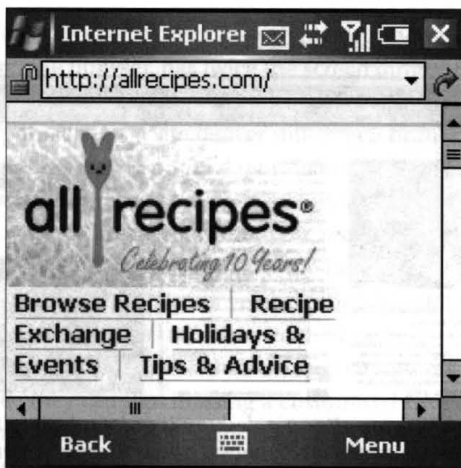 Internet Explorer
http://allrecipes.com/
all recipes®
Celebrating 10 Years!
Browse Recipes | Recipe
Exchange | Holidays &
Events | Tips & Advice
Back Menu